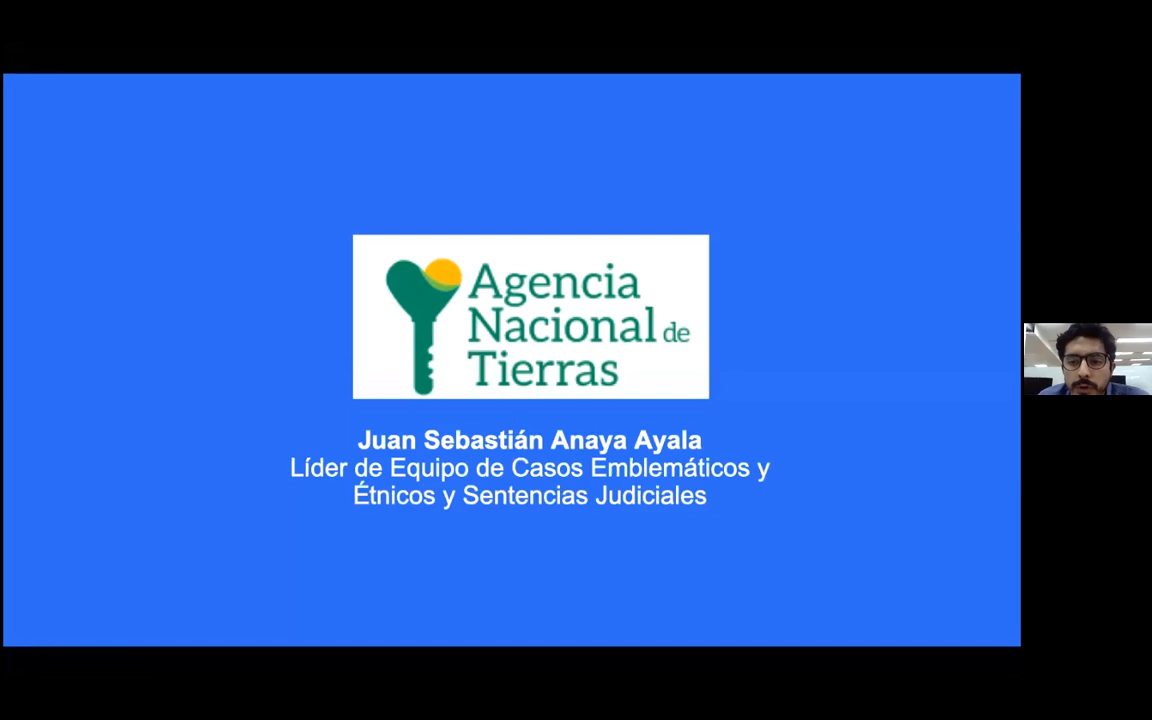 Agencia
Nacional de
Tierras
Juan Sebastián Anaya Ayala
Líder de Equipo de Casos Emblemáticos y
Étnicos y Sentencias Judiciales